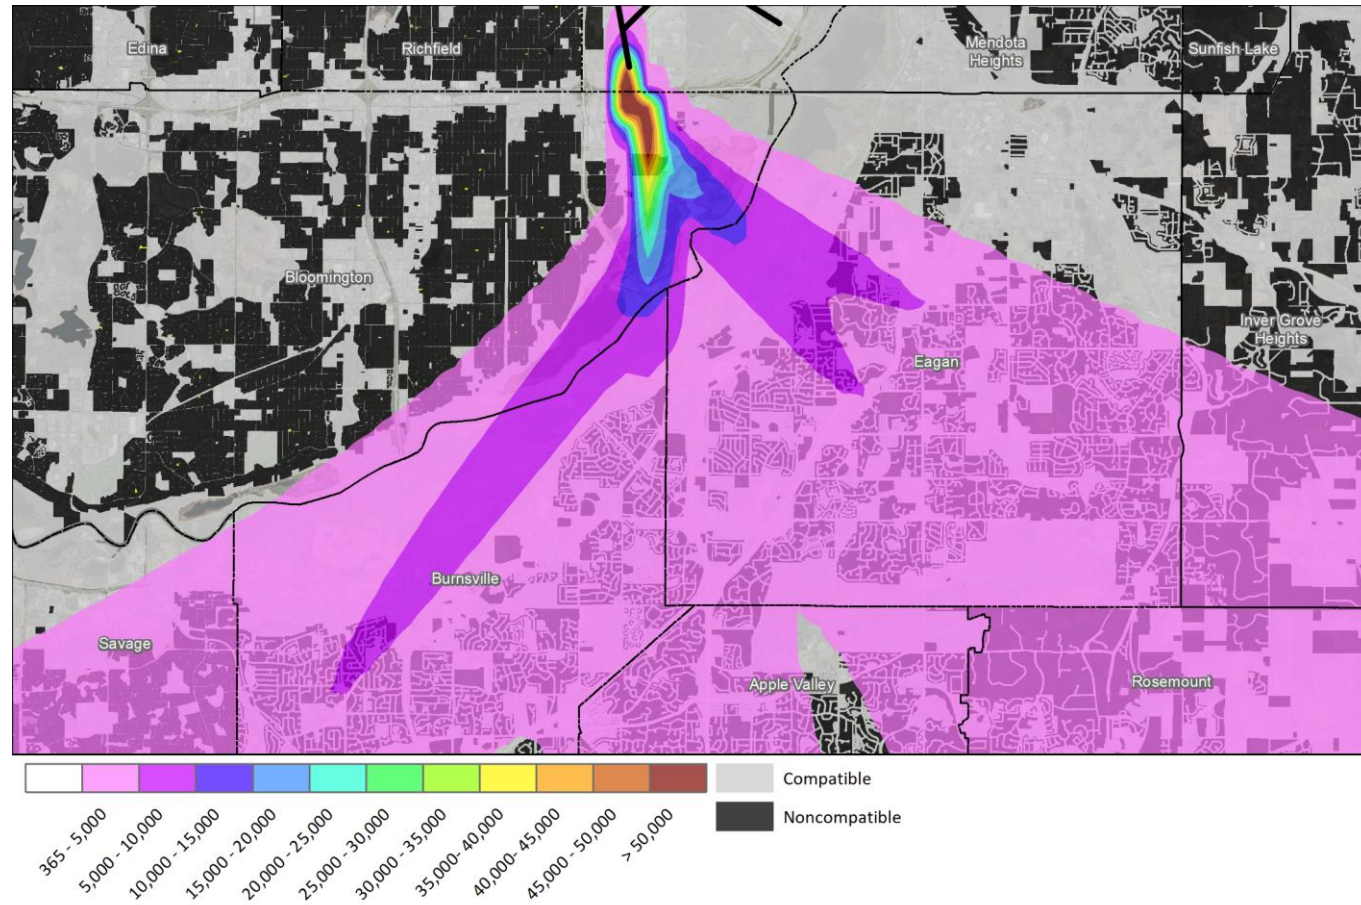 Edina
Richfield
Mendota
Heights
Sunfish Lake
Bloomington
Inver Grove
Heights
Eagan
Burnsville
Savage
Apple Valley
Rosemount
365 - 5,000
5,000 - 10,000
10,000 - 15,000
15,000 - 20,000
20,000 - 25,000
25,000 - 30,000
30,000 - 35,000
35,000- 40,000
40,000- 45,000
45,000 - 50,000
> 50,000
Compatible
Noncompatible